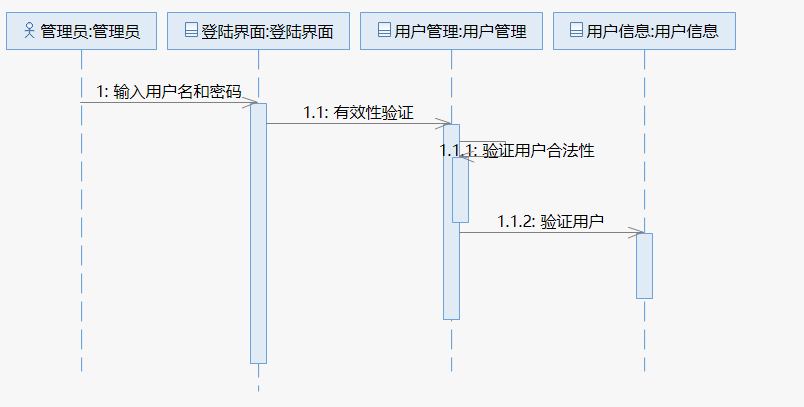 管理员:管理员
登陆界面:登陆界面
用户管理:用户管理
用户信息:用户信息
1: 输入用户名和密码
1.1: 有效性验证
1.1.1: 验证用户合法性
1.1.2: 验证用户